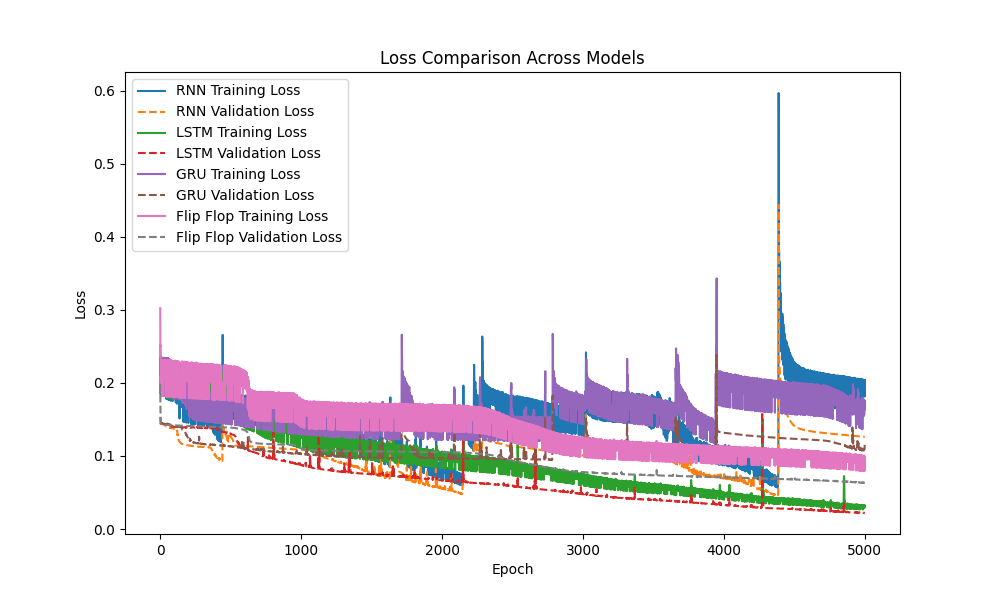 Loss Comparison Across Models
RNN Training Loss
RNN Validation Loss
LSTM Training Loss
LSTM Validation Loss
GRU Training Loss
GRU Validation Loss
Flip Flop Training Loss
Flip Flop Validation Loss
Loss
0.6
0.5
0.4
0.3
0.2
0.1
0.0
0 1000 2000 3000 4000 5000
Epoch